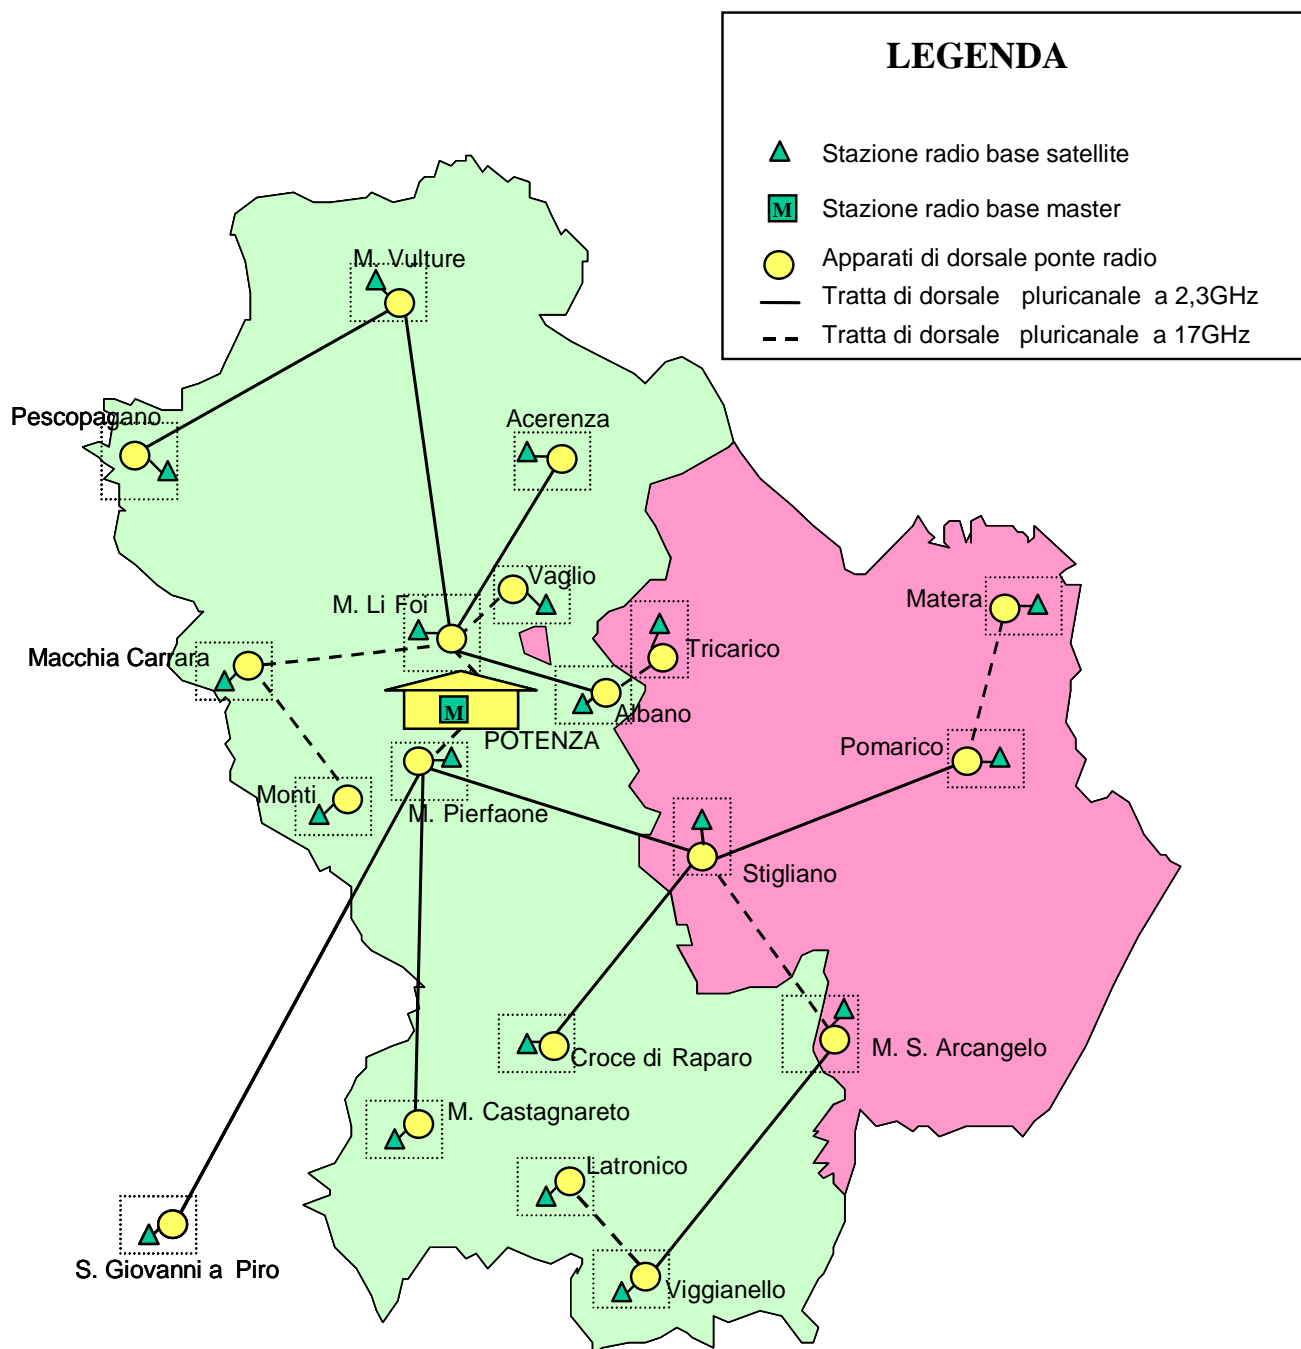 LEGENDA
Stazione radio base satellite
M Stazione radio base master
Apparati di dorsale ponte radio
Tratta di dorsale pluricanale a 2,3GHz
Tratta di dorsale pluricanale a 17GHz
M. Vulture
Pescopagano
Acerenza
Vaglio
M. Li Foi
Matera
Tricarico
Macchia Carrara
M
Albano
POTENZA
Pomarico
Monti
M. Pierfaone
Stigliano
M. S. Arcangelo
Croce di Raparo
M. Castagnareto
Latronico
S. Giovanni a Piro
Viggianello